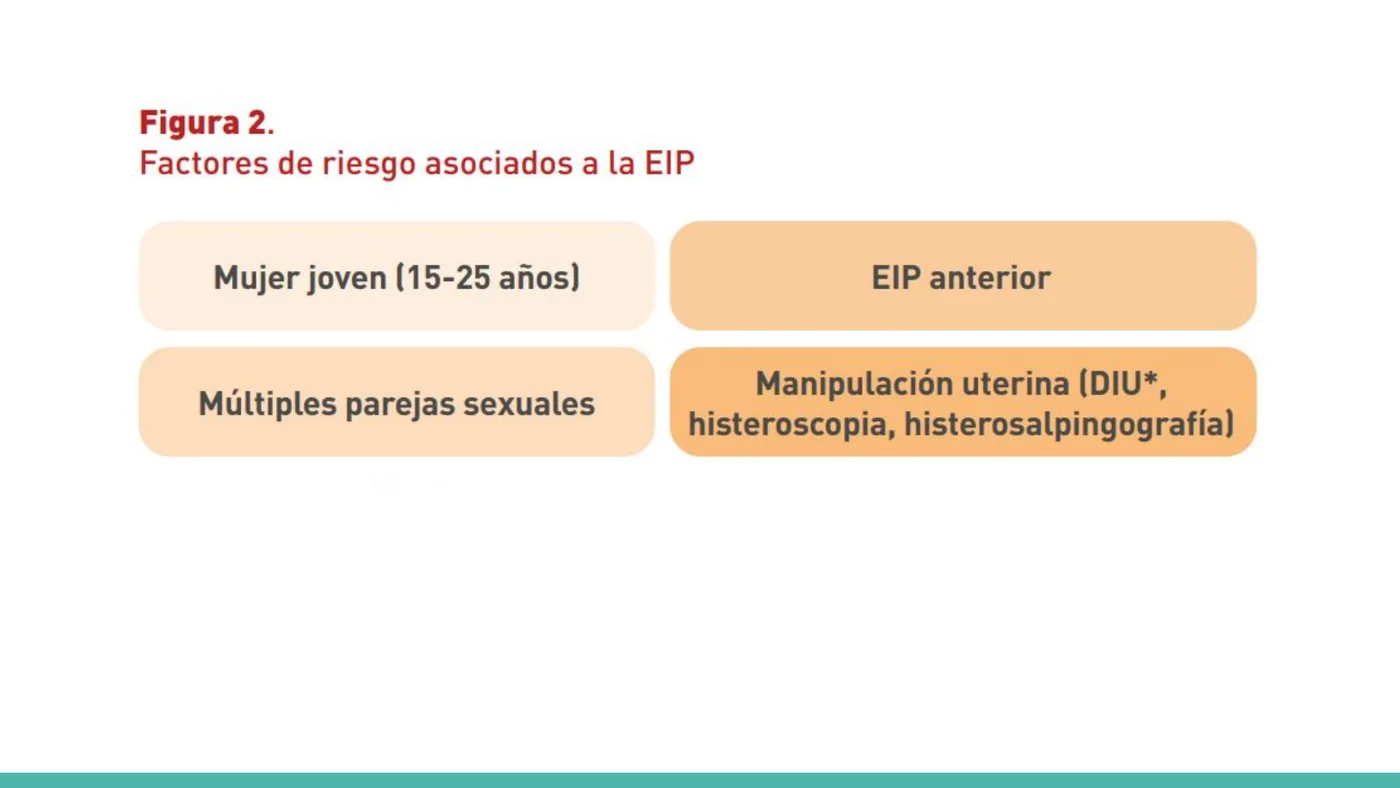 Figura 2.
Factores de riesgo asociados a la EIP
Mujer joven (15-25 años)
EIP anterior
Múltiples parejas sexuales
Manipulación uterina (DIU*,
histeroscopia, histerosalpingografía)